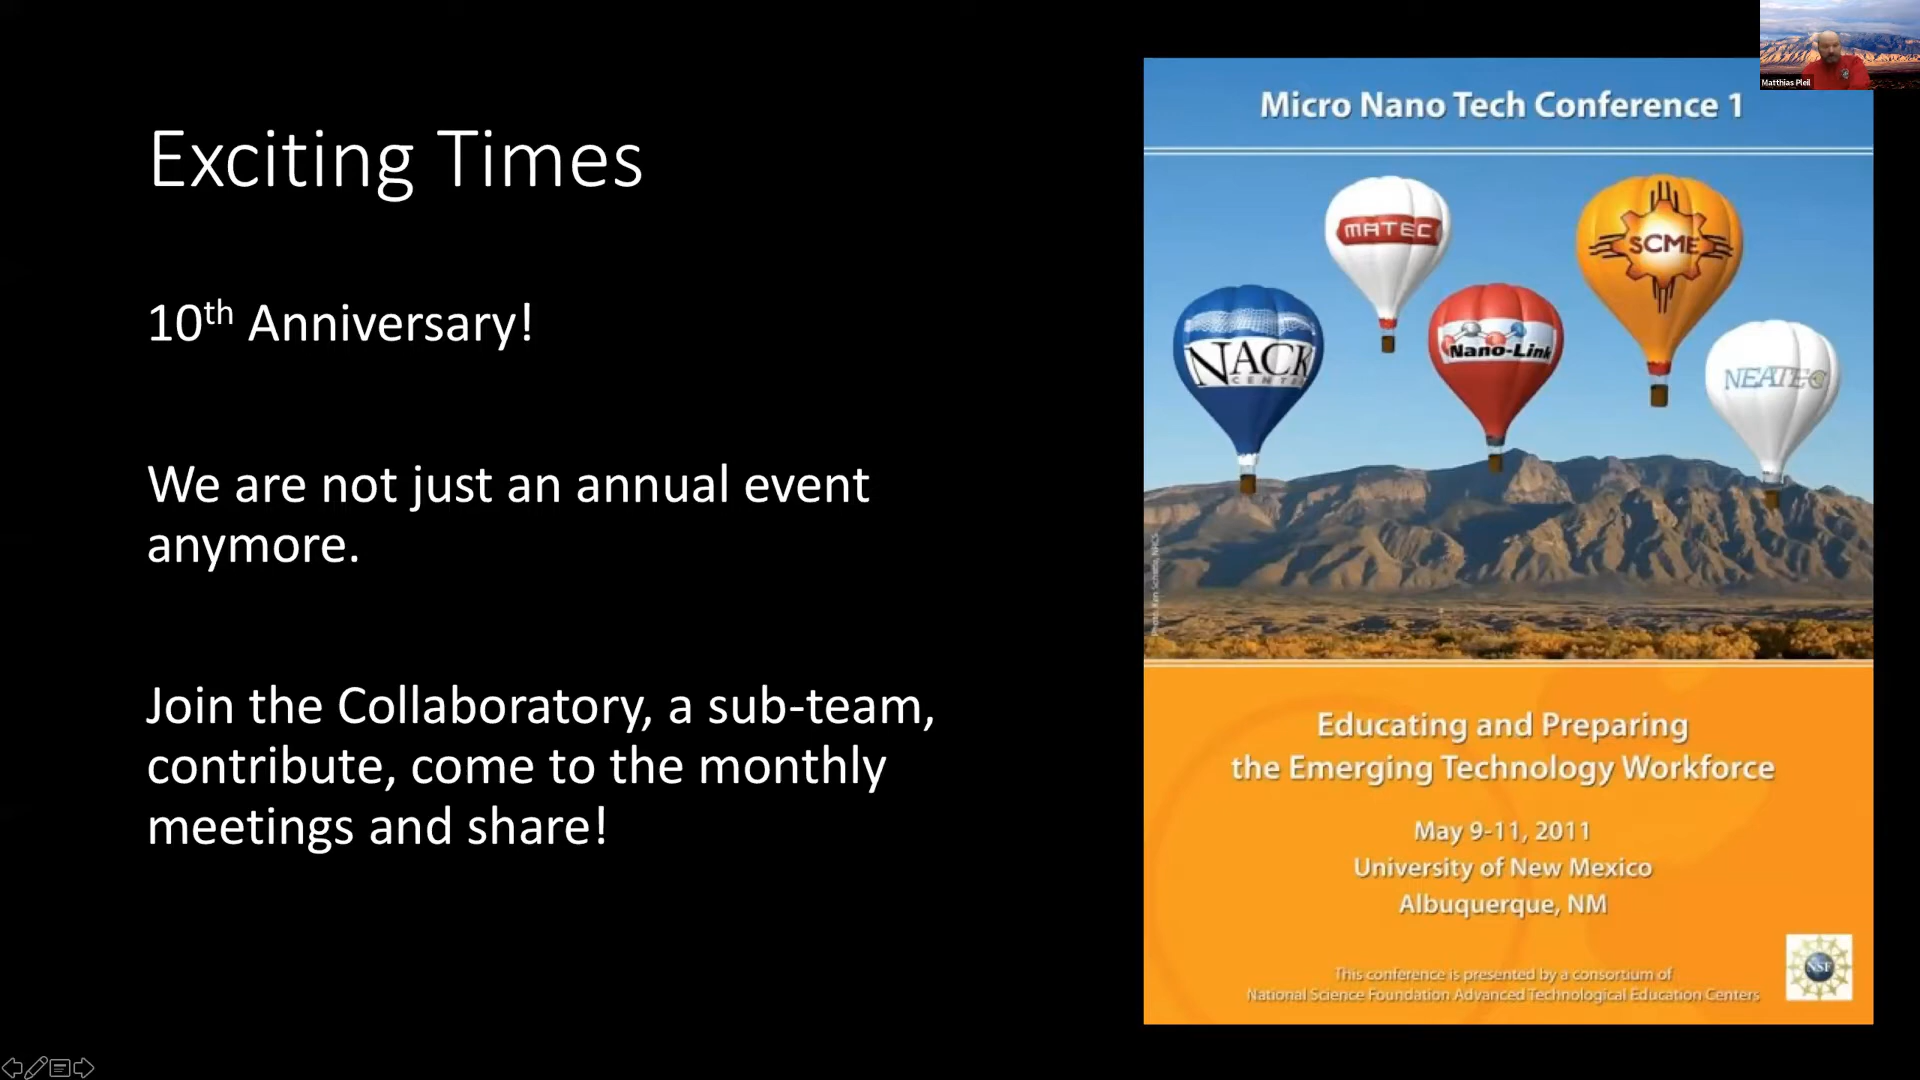 Exciting Times
10th Anniversary!
We are not just an annual event
anymore.
Join the Collaboratory, a sub-team,
contribute, come to the monthly
meetings and share!
Matthias Pleil
Micro Nano Tech Conference 1
MATEC
SCME
NACK
CENTER
Nano-Link
NEATEC
Educating and Preparing
the Emerging Technology Workforce
May 9-11, 2011
University of New Mexico
Albuquerque, NM
This conference is presented by a consortium of
National Science Foundation Advanced Technological Education Centers
NSF